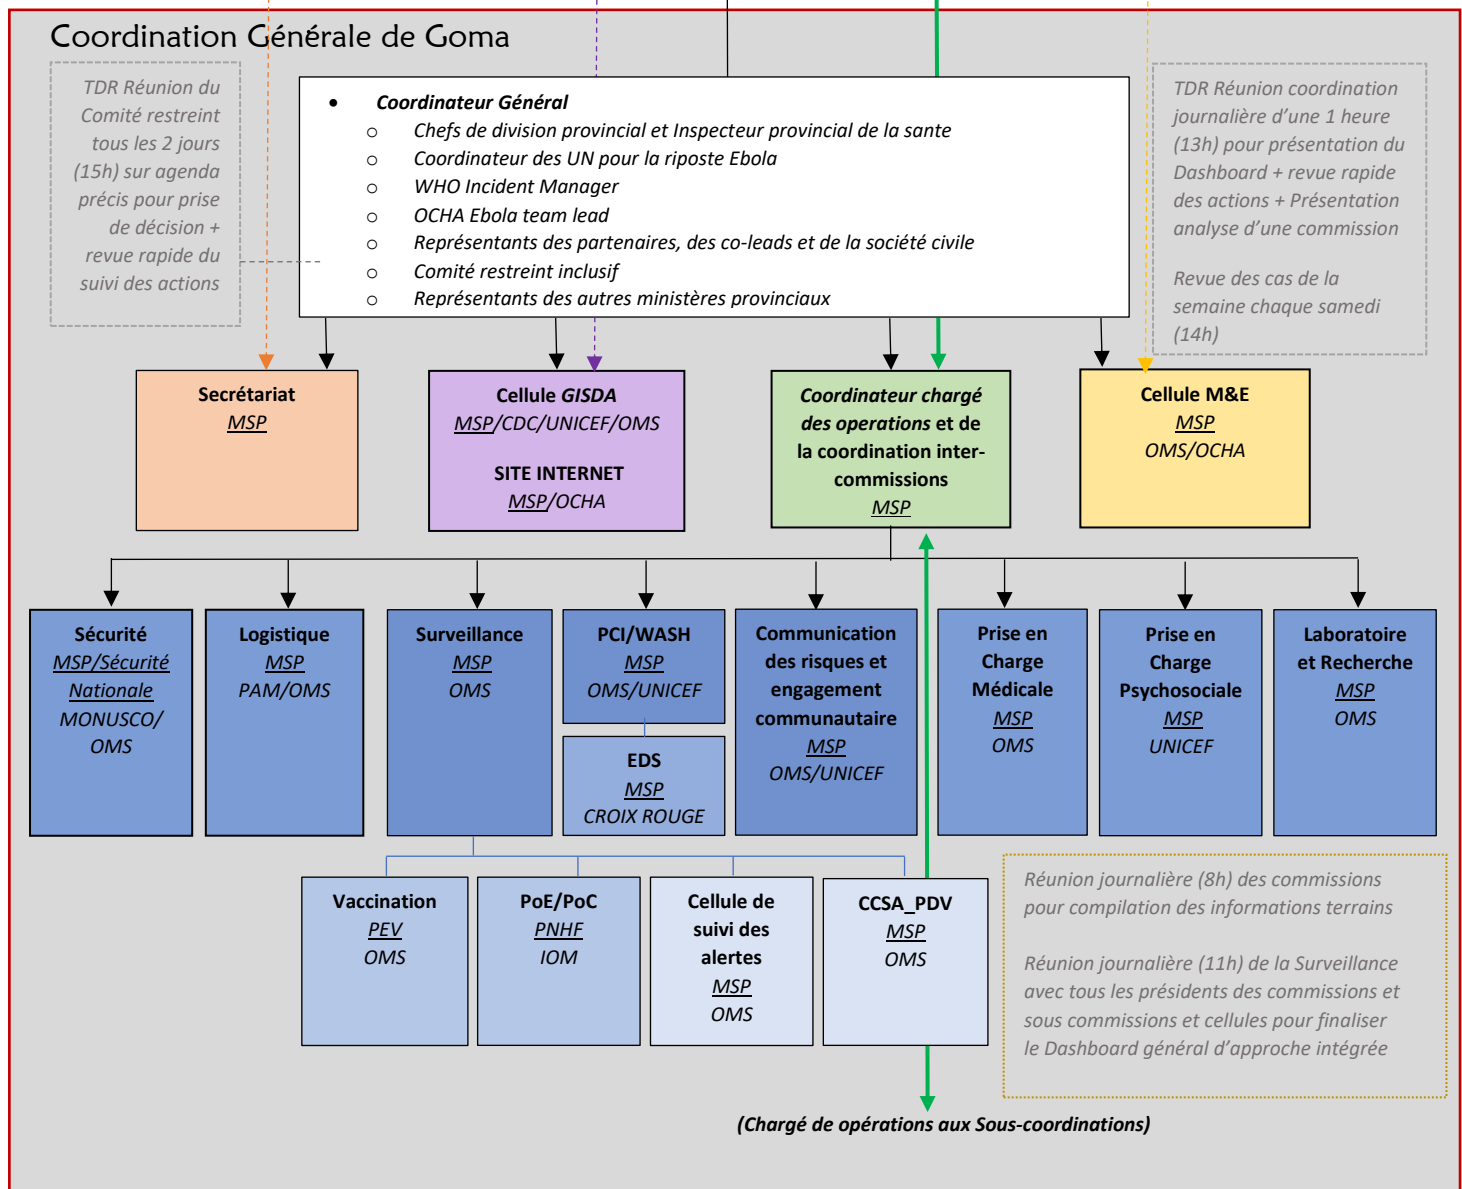 Coordination Générale de Goma
TDR Réunion du
Comité restreint
tous les 2 jours
(15h) sur agenda
précis pour prise
de décision +
revue rapide du
suivi des actions
• Coordinateur Général
o Chefs de division provincial et Inspecteur provincial de la sante
o Coordinateur des UN pour la riposte Ebola
o WHO Incident Manager
o OCHA Ebola team lead
o Représentants des partenaires, des co-leads et de la société civile
o Comité restreint inclusif
o Représentants des autres ministères provinciaux
TDR Réunion coordination
journalière d'une 1 heure
(13h) pour présentation du
Dashboard + revue rapide
des actions + Présentation
analyse d'une commission
Revue des cas de la
semaine chaque samedi
(14h)
Secrétariat
MSP
Cellule GISDA
MSP/CDC/UNICEF/OMS
SITE INTERNET
MSP/OCHA
Coordinateur chargé
des operations et de
la coordination inter-
commissions
MSP
Cellule M&E
MSP
OMS/OCHA
Sécurité
MSP/Sécurité
Nationale
MONUSCO/
OMS
Logistique
MSP
PAM/OMS
Surveillance
MSP
OMS
PCI/WASH
MSP
OMS/UNICEF
EDS
MSP
CROIX ROUGE
Communication
des risques et
engagement
communautaire
MSP
OMS/UNICEF
Prise en
Charge
Médicale
MSP
OMS
Prise en
Charge
Psychosociale
MSP
UNICEF
Laboratoire
et Recherche
MSP
OMS
Vaccination
PEV
OMS
PoE/PoC
PNHF
IOM
Cellule de
suivi des
alertes
MSP
OMS
CCSA_PDV
MSP
OMS
Réunion journalière (8h) des commissions
pour compilation des informations terrains
Réunion journalière (11h) de la Surveillance
avec tous les présidents des commissions et
sous commissions et cellules pour finaliser
le Dashboard général d'approche intégrée
(Chargé de opérations aux Sous-coordinations)